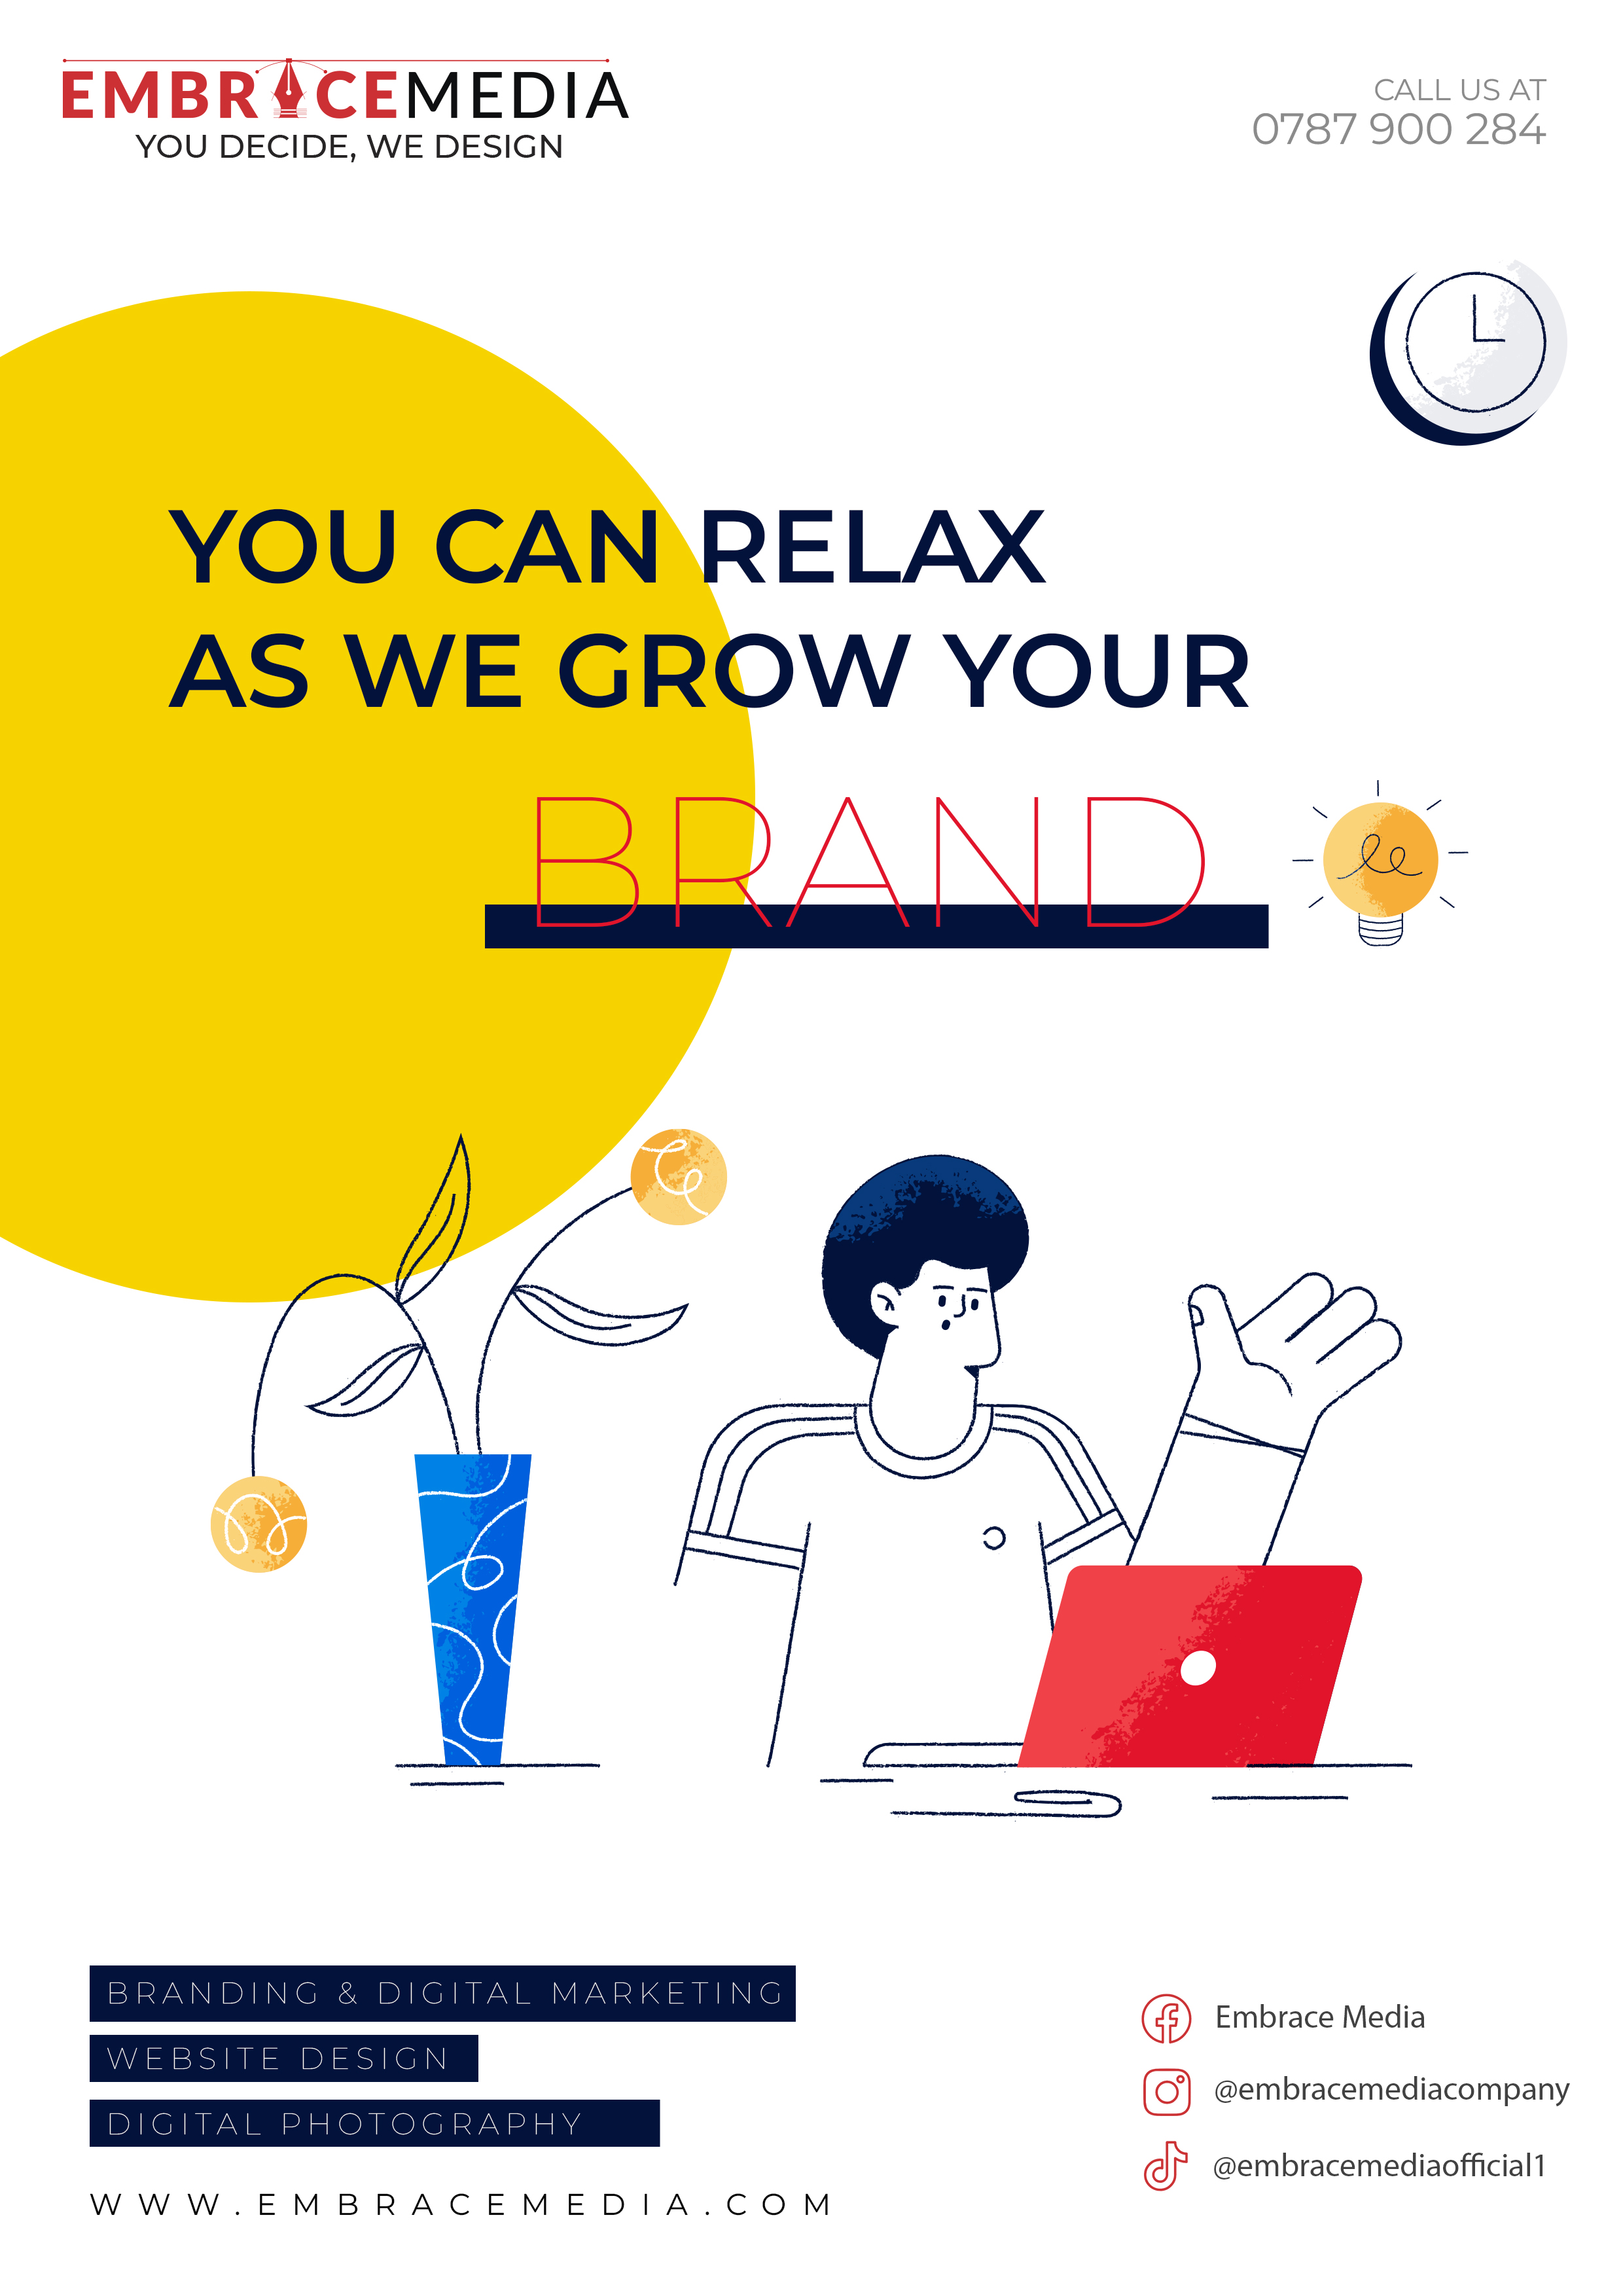 EMBRACEMEDIA
YOU DECIDE, WE DESIGN
CALL US AT
0787 900 284
YOU CAN RELAX
AS WE GROW YOUR
BRAND
BRANDING & DIGITAL MARKETING
WEBSITE DESIGN
DIGITAL PHOTOGRAPHY
WWW.EMBRACEMEDIA.COM
Embrace Media
@embracemediacompany
@embracemediaofficial1